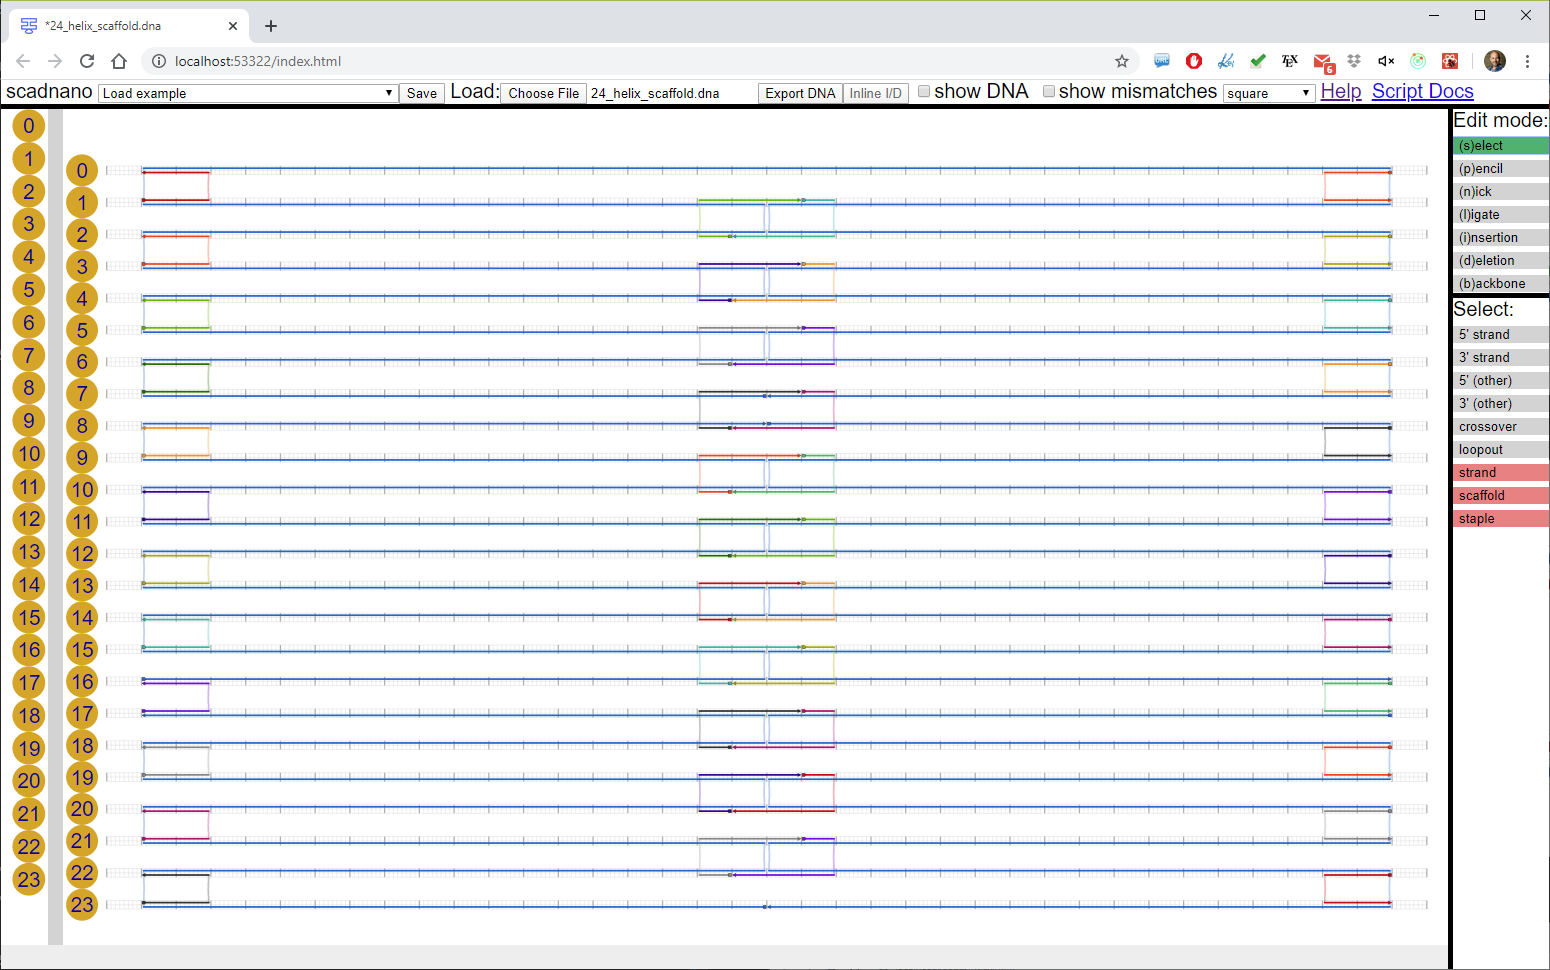 *24_helix_scaffold.dna
localhost:53322/index.html
6
scadnano Load example Save Load: Choose File 24_helix_scaffold.dna Export DNA Inline I/D show DNA show mismatches square Help Script Docs
0
1
2
3
4
5
6
7
8
9
10
11
12
13
14
15
16
17
18
19
20
21
22
23
0
1
2
3
4
5
6
7
8
9
10
11
12
13
14
15
16
17
18
19
20
21
22
23
Edit mode:
(s)elect
(p)encil
(n)ick
(l)igate
(i)nsertion
(d)eletion
(b)ackbone
Select:
5' strand
3' strand
5' (other)
3' (other)
crossover
loopout
strand
scaffold
staple